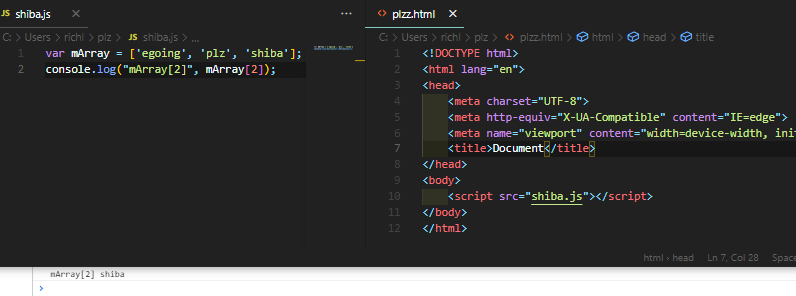 JS shiba.js
C: > Users > richl > plz > JS shiba.js > ...
1 var mArray = ['egoing', 'plz', 'shiba'];
2 console.log("mArray[2]", mArray[2]);
<> plzz.html ×
C: > Users > richl > plz > <> plzz.html > html > head > title
1 <!DOCTYPE html>
2 <html lang="en">
3 <head>
4 <meta charset="UTF-8">
5 <meta http-equiv="X-UA-Compatible" content="IE=edge">
6 <meta name="viewport" content="width=device-width, init
7 <title>Document</title>
8 </head>
9 <body>
10 <script src="shiba.js"></script>
11 </body>
12 </html>
html › head Ln 7, Col 28 Space
mArray[2] shiba
>